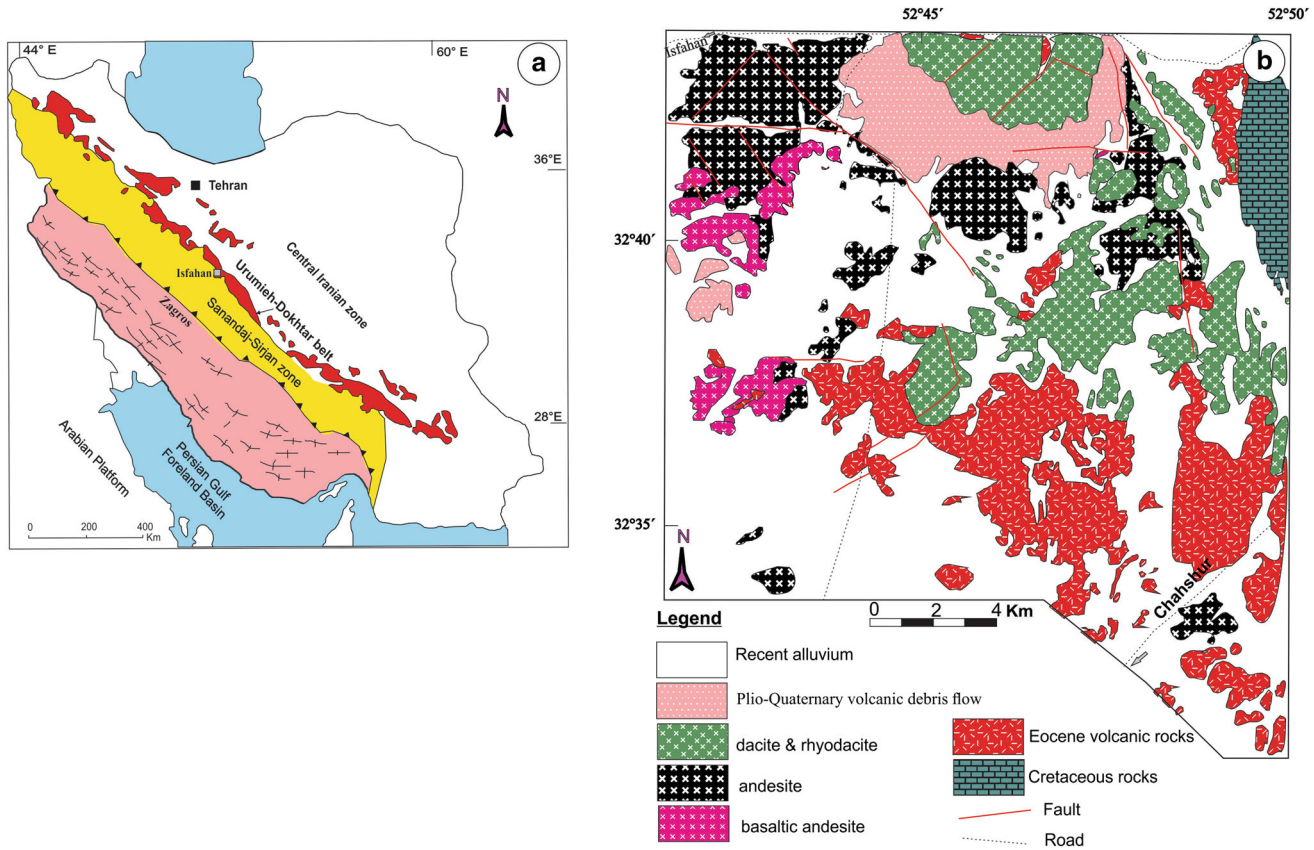 44° E
60° E
a
N
36°E
Tehran
Central Iranian zone
Isfahan
Urumieh-Dokhtar belt
Zagros
Sanandaj-Sirjan zone
28°E
Arabian Platform
Persian Gulf
Foreland Basin
0 200 400
Km
52°45′
52°50′
Isfahan
b
32°40′
32°35′
N
Chahshur
0 2 4 Km
Legend
Recent alluvium
Plio-Quaternary volcanic debris flow
dacite & rhyodacite
andesite
basaltic andesite
Eocene volcanic rocks
Cretaceous rocks
Fault
Road